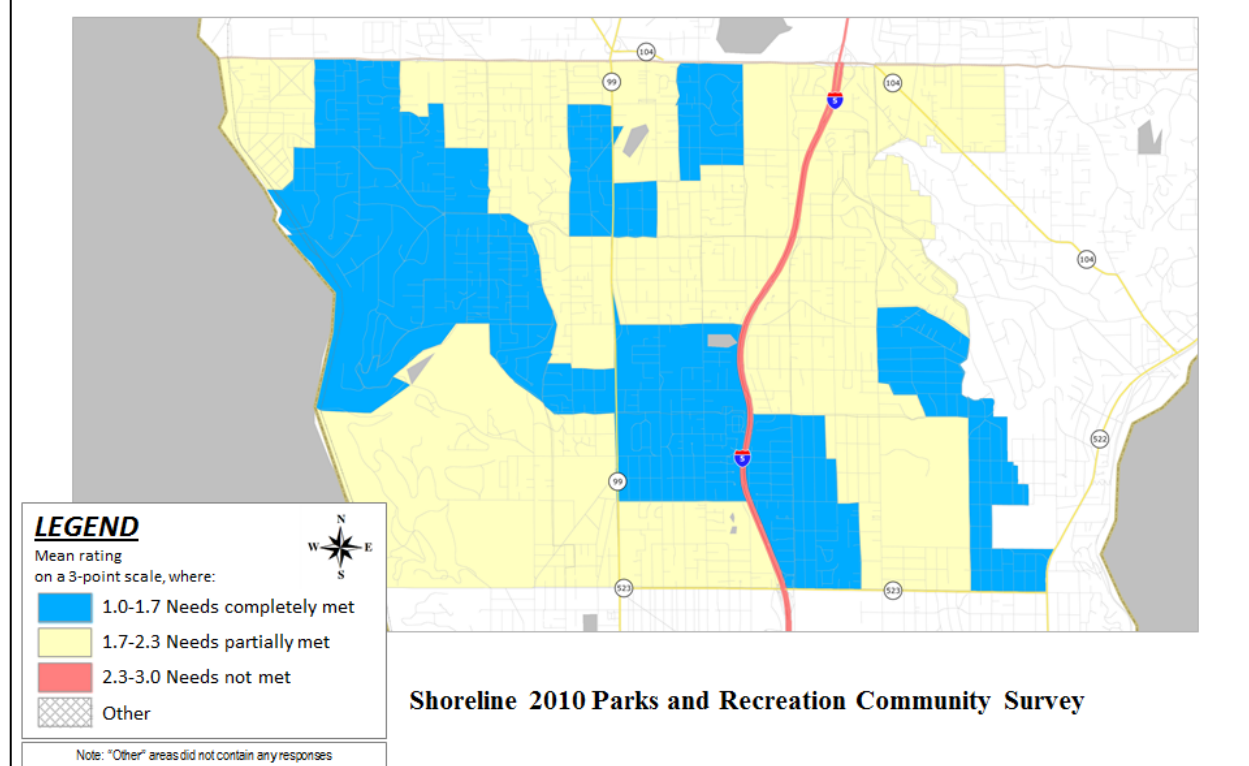 104
99
104
5
104
522
5
99
LEGEND
Mean rating
on a 3-point scale, where:
N
W E
S
1.0-1.7 Needs completely met
1.7-2.3 Needs partially met
2.3-3.0 Needs not met
Other
523
523
Shoreline 2010 Parks and Recreation Community Survey
Note: "Other" areas did not contain any responses